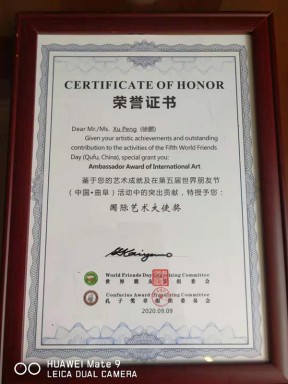 CERTIFICATE OF HONOR
荣誉证书
Dear Mr./Ms. Xu Peng (徐鹏)
Given your artistic achievements and outstanding
contribution to the activities of the Fifth World Friends
Day (Qufu, China), special grant you:
Ambassador Award of International Art
鉴于您的艺术成就及在第五届世界朋友节
(中国•曲阜)活动中的突出贡献,特授予您:
国际艺术大使奖
World Friends Day Organizing Committee
世界朋友节组委会
Confucius Award Organizing Committee
孔子奖章组织委员会
2020.09.09
HUAWEI Mate 9
LEICA DUAL CAMERA